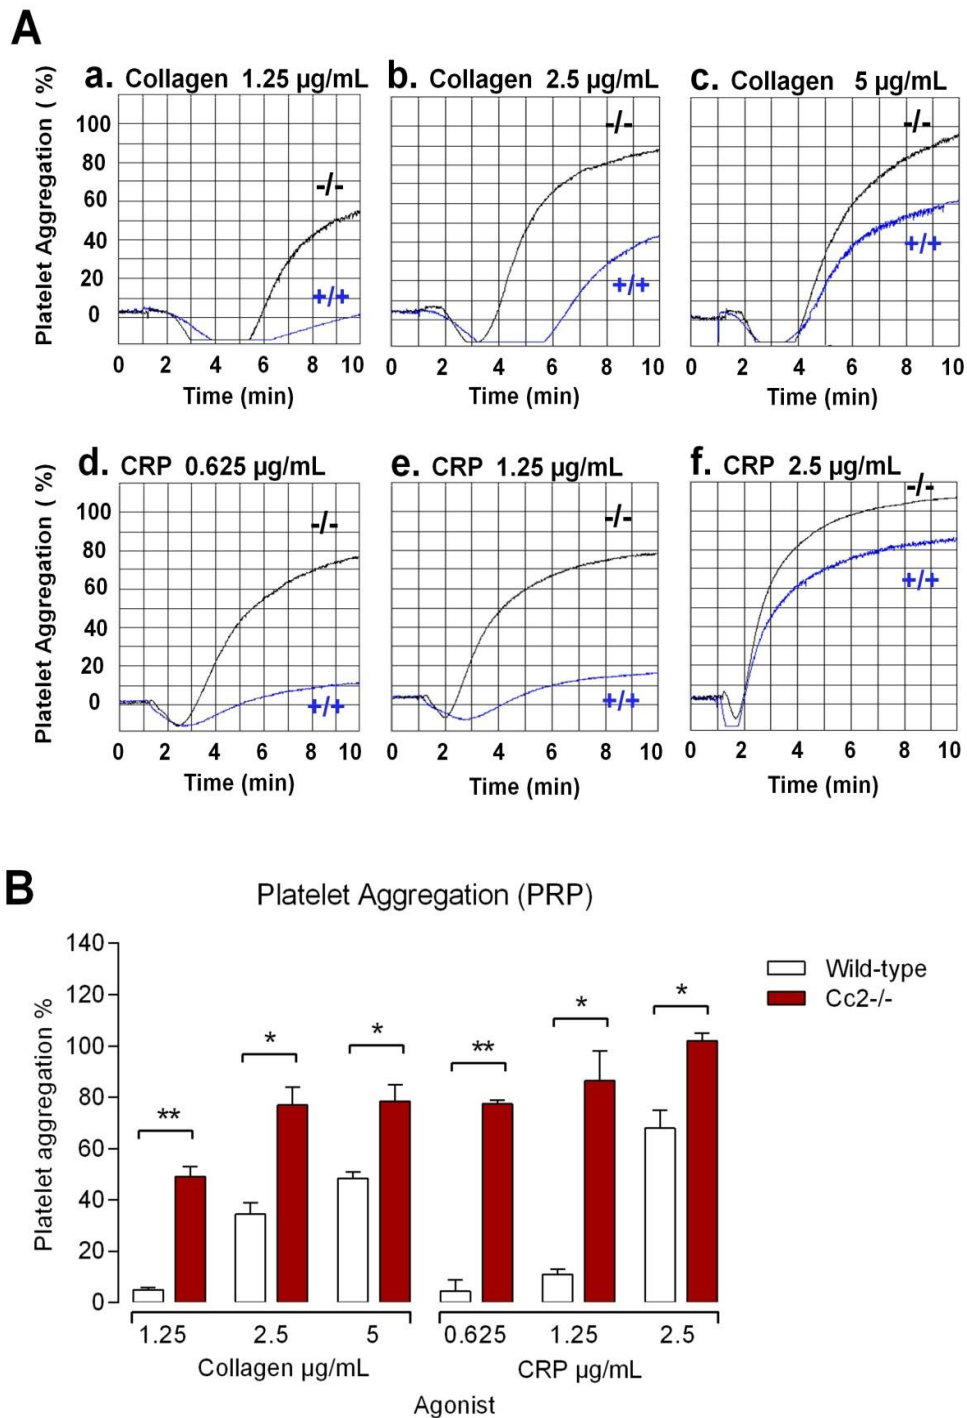 A
a. Collagen 1.25 µg/mL
b. Collagen 2.5 µg/mL
c. Collagen 5 µg/mL
Platelet Aggregation ( %)
100
80
60
40
20
0
-/-
+/+
-/-
+/+
-/-
+/+
0 2 4 6 8 10
0 2 4 6 8 10
0 2 4 6 8 10
Time (min)
Time (min)
Time (min)
d. CRP 0.625 µg/mL
e. CRP 1.25 µg/mL
f. CRP 2.5 µg/mL
Platelet Aggregation ( %)
100
80
60
40
20
0
-/-
+/+
-/-
+/+
-/-
+/+
0 2 4 6 8 10
0 2 4 6 8 10
0 2 4 6 8 10
Time (min)
Time (min)
Time (min)
B
Platelet Aggregation (PRP)
Platelet aggregation %
140
120
100
80
60
40
20
0
** * * ** * *
Wild-type
Cc2-/-
1.25 2.5 5 0.625 1.25 2.5
Collagen µg/mL CRP µg/mL
Agonist